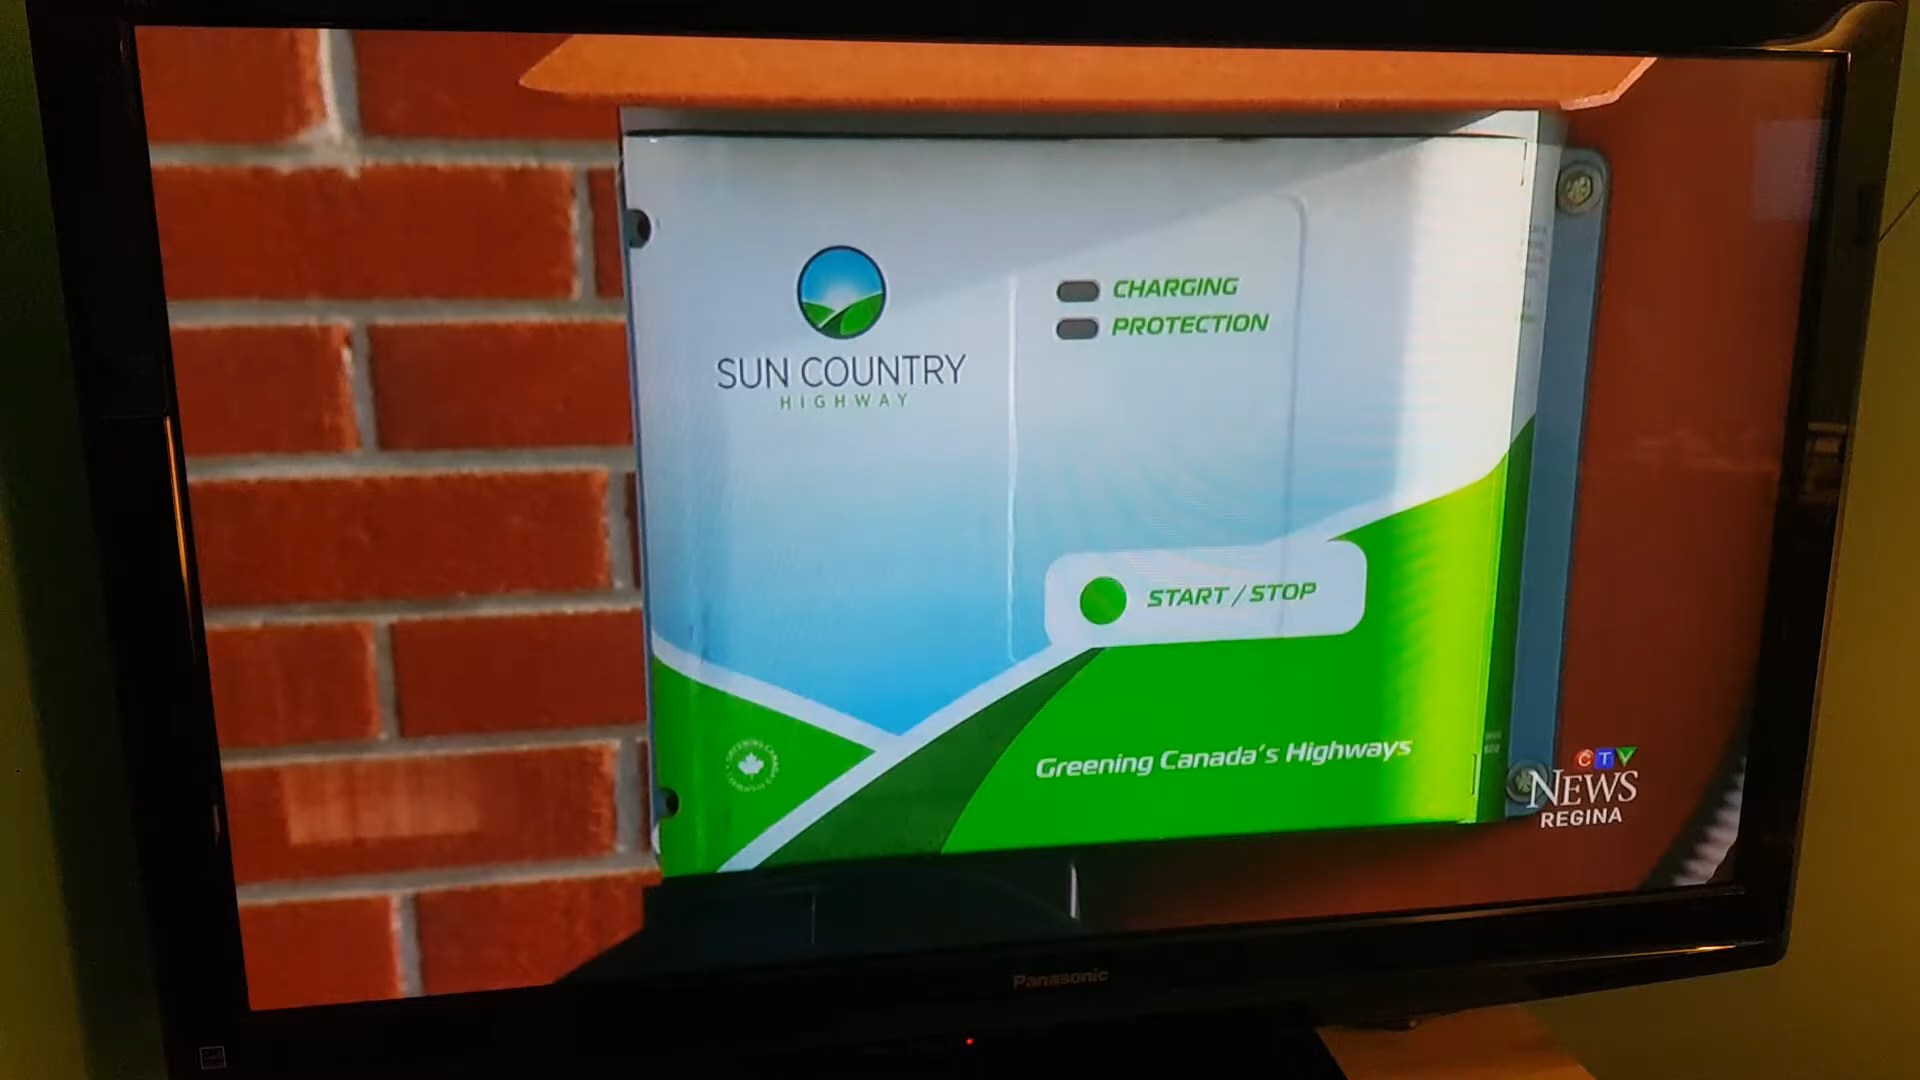 SUN COUNTRY
HIGHWAY
CHARGING
PROTECTION
START / STOP
Greening Canada's Highways
CTV
NEWS
REGINA
Panasonic